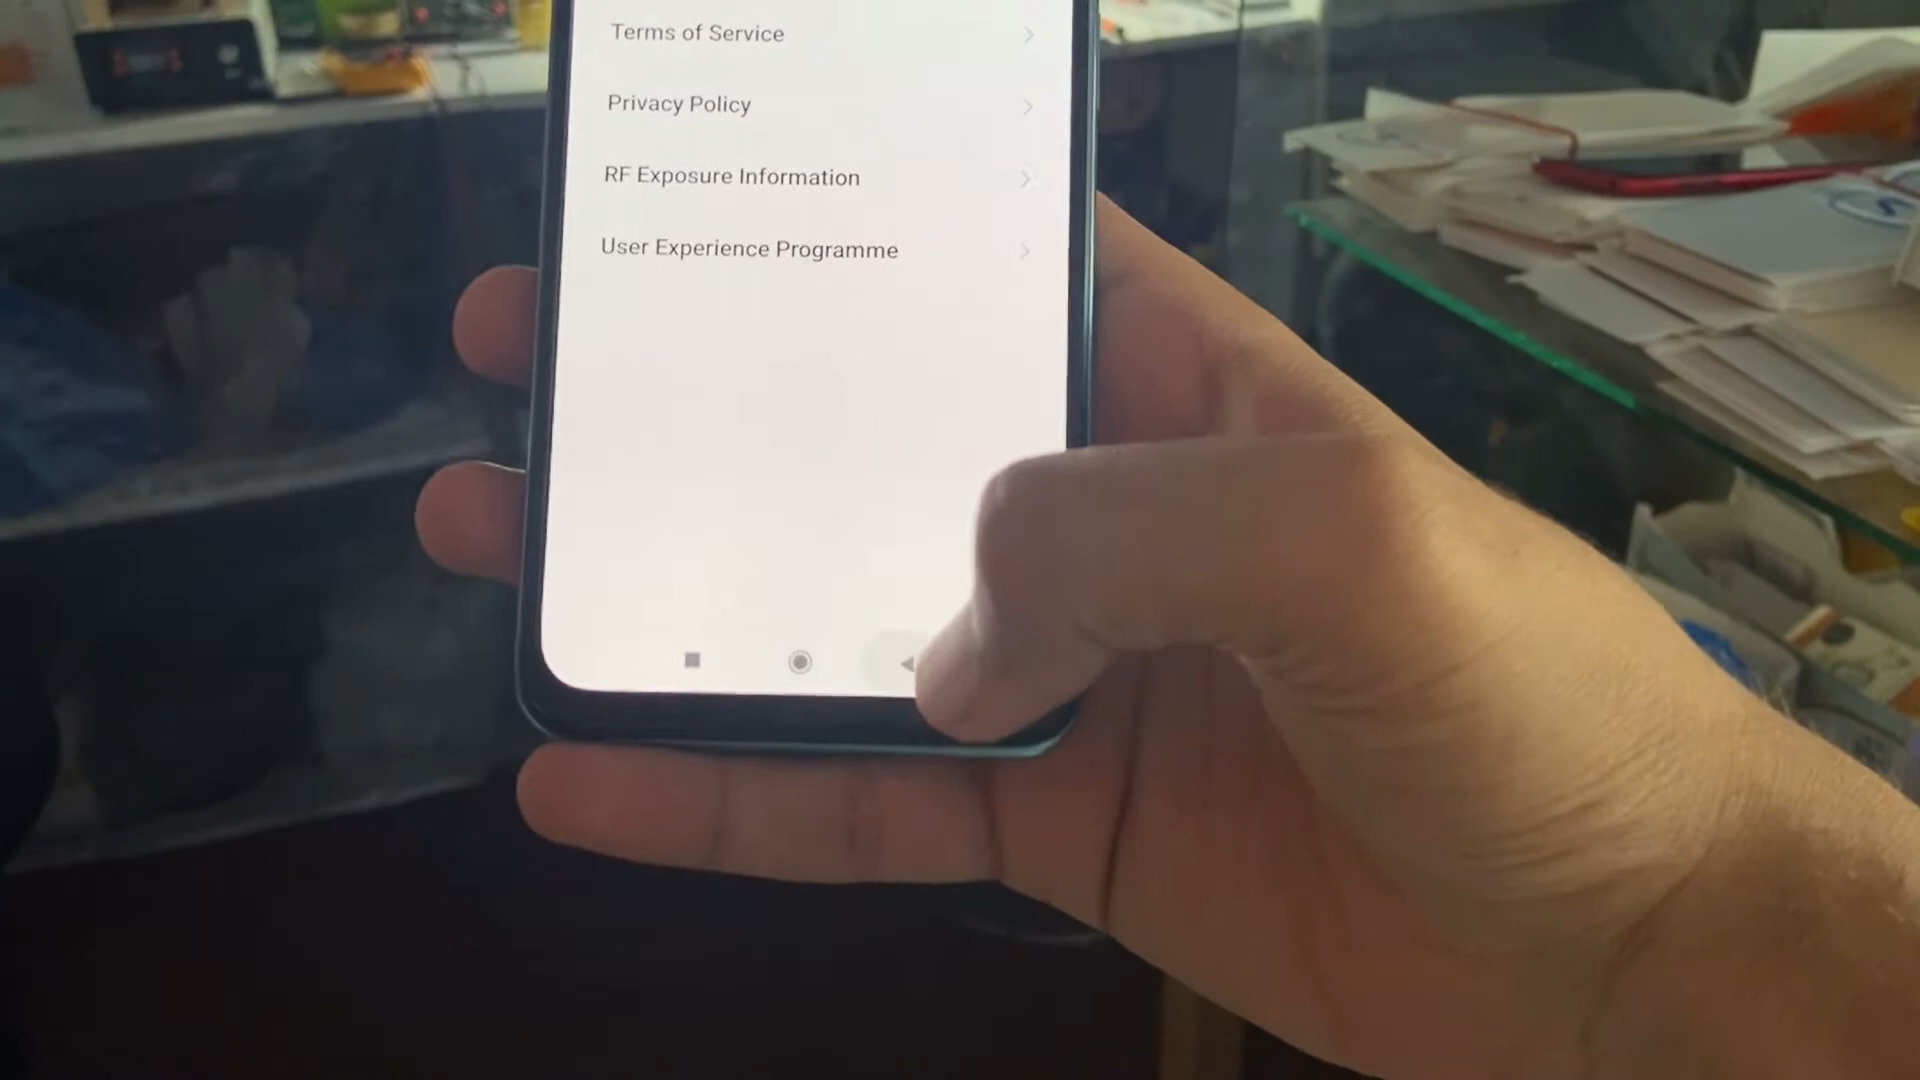 Terms of Service
Privacy Policy
RF Exposure Information
User Experience Programme